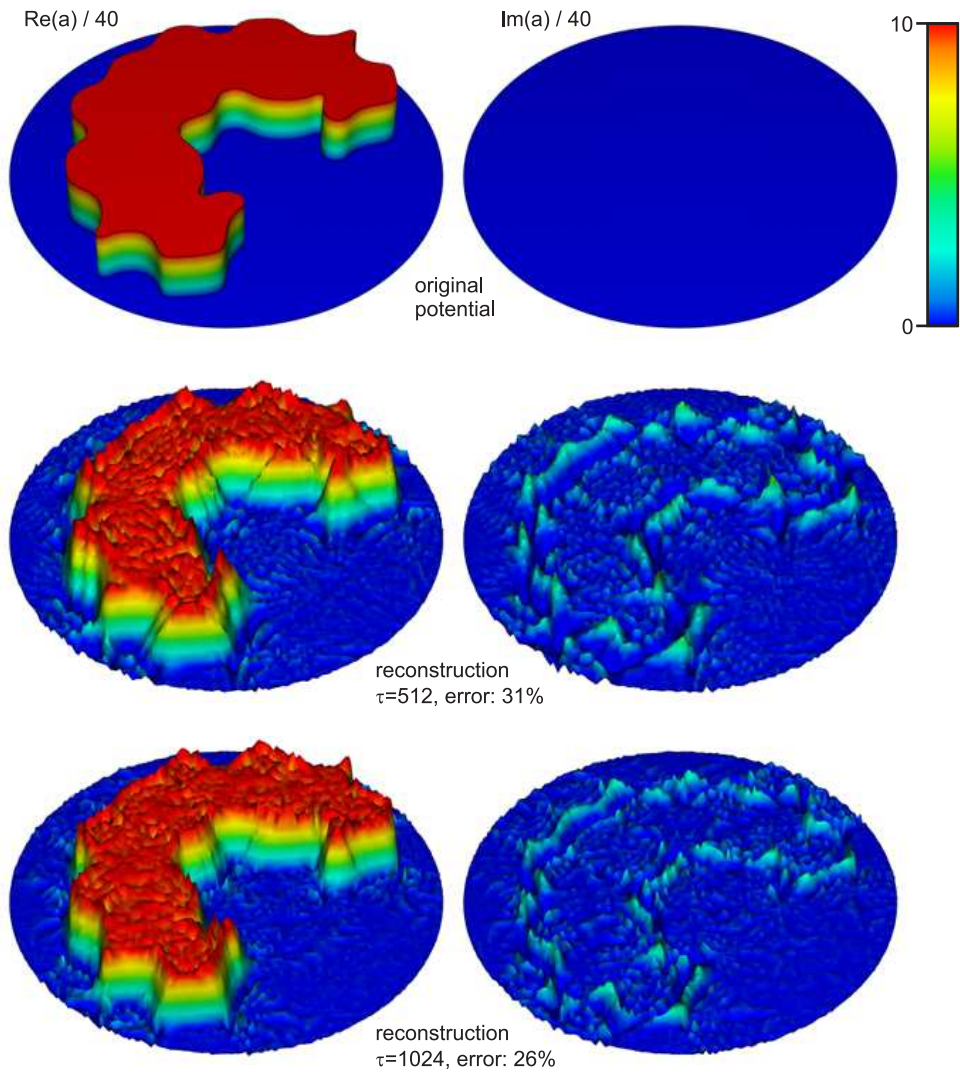 Re(a) / 40
Im(a) / 40
10
0
original
potential
reconstruction
τ=512, error: 31%
reconstruction
τ=1024, error: 26%